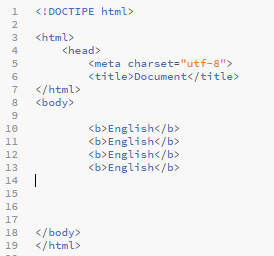 1 <!DOCTIPE html>
2
3 <html>
4 <head>
5 <meta charset="utf-8">
6 <title>Document</title>
7 </html>
8 <body>
9
10 <b>English</b>
11 <b>English</b>
12 <b>English</b>
13 <b>English</b>
14
15
16
17
18 </body>
19 </html>